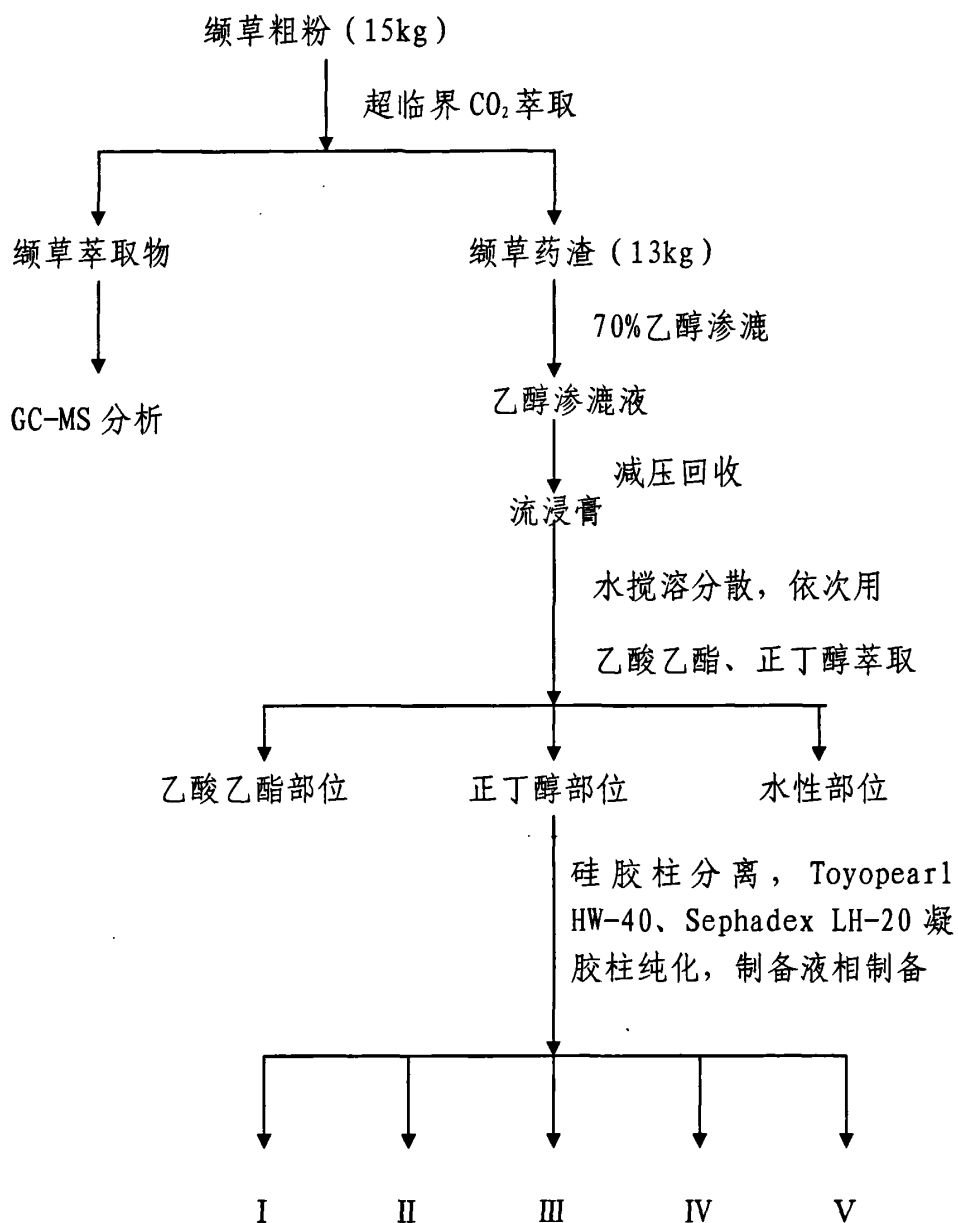 缬草粗粉（15kg）
超临界CO₂萃取
缬草萃取物
缬草药渣（13kg）
70%乙醇渗漉
GC-MS 分析
乙醇渗漉液
减压回收
流浸膏
水搅溶分散，依次用
乙酸乙酯、正丁醇萃取
乙酸乙酯部位
正丁醇部位
水性部位
硅胶柱分离，Toyopearl
HW-40、Sephadex LH-20 凝
胶柱纯化，制备液相制备
I
II
III
IV
V